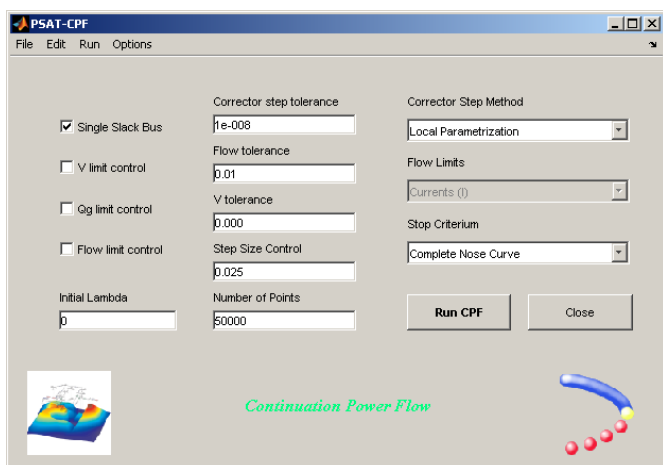 PSAT-CPF
File Edit Run Options
Single Slack Bus
V limit control
Qg limit control
Flow limit control
Initial Lambda
0
Corrector step tolerance
1e-008
Flow tolerance
0.01
V tolerance
0.000
Step Size Control
0.025
Number of Points
50000
Corrector Step Method
Local Parametrization
Flow Limits
Currents (I)
Stop Criterium
Complete Nose Curve
Run CPF
Close
Continuation Power Flow